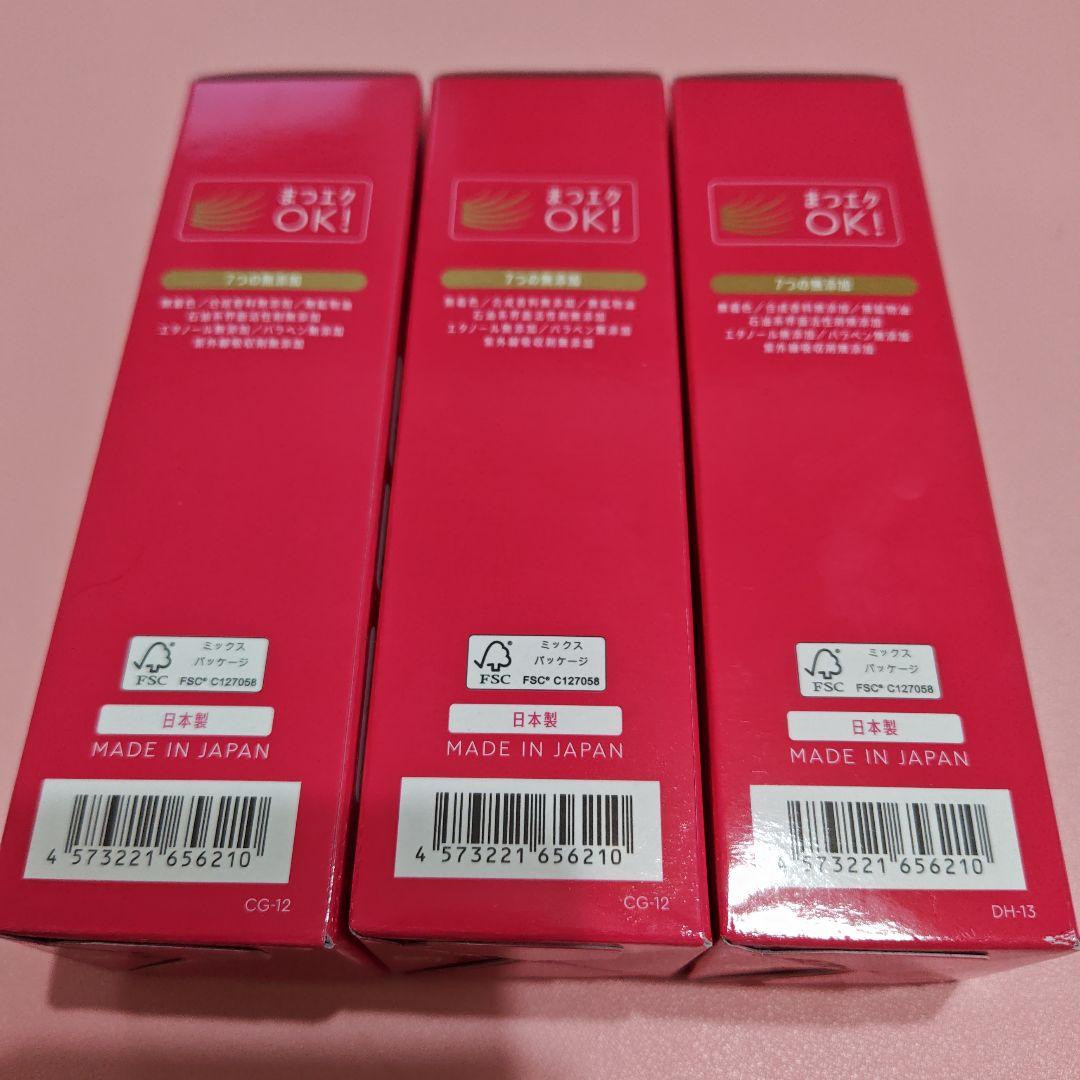 まつエク
OK!
7つの無添加
無着色/合成香料無添加/無鉱物油
石油系界面活性剤無添加
エタノール無添加/パラベン無添加
紫外線吸収剤無添加
FSC
ミックス
パッケージ
FSC® C127058
日本製
MADE IN JAPAN
4 573221 656210
CG-12
まつエク
OK!
7つの無添加
無着色/合成香料無添加/無鉱物油
石油系界面活性剤無添加
エタノール無添加/パラベン無添加
紫外線吸収剤無添加
FSC
ミックス
パッケージ
FSC® C127058
日本製
MADE IN JAPAN
4 573221 656210
CG-12
まつエク
OK!
7つの無添加
無着色/合成香料無添加/無鉱物油
石油系界面活性剤無添加
エタノール無添加/パラベン無添加
紫外線吸収剤無添加
FSC
ミックス
パッケージ
FSC® C127058
日本製
MADE IN JAPAN
4 573221 656210
DH-13